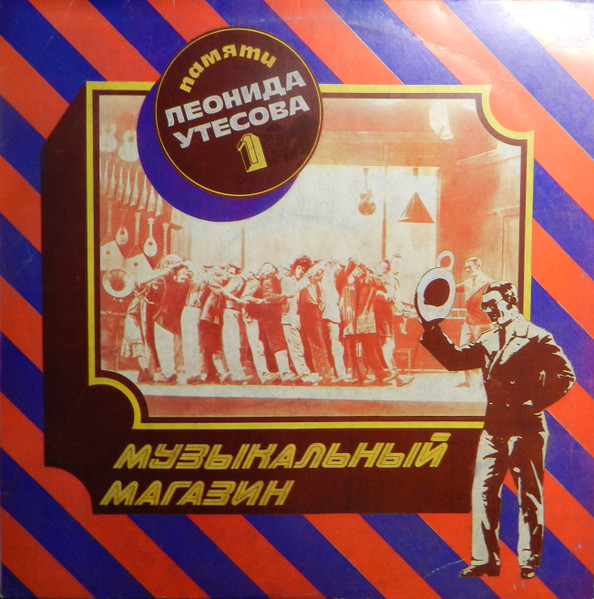 памяти
ЛЕОНИДА
УТЕСОВА
1
МУЗЫКАЛЬНЫЙ
МАГАЗИН